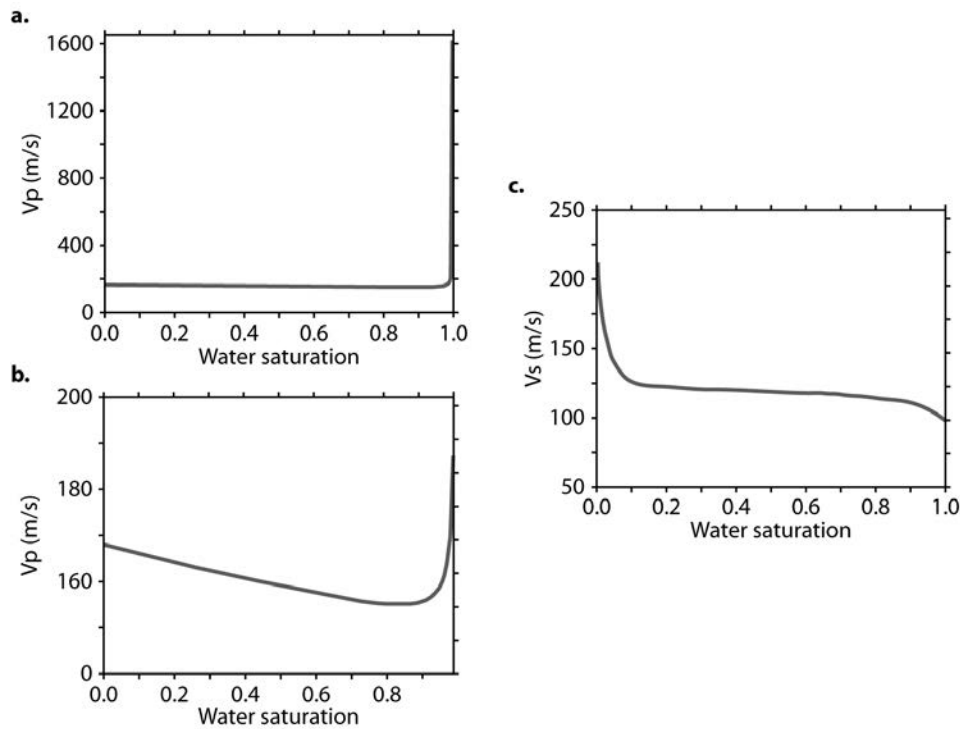 a.
1600
1200
800
400
0
Vp (m/s)
0.0 0.2 0.4 0.6 0.8 1.0
Water saturation
b.
200
180
160
0
Vp (m/s)
0.0 0.2 0.4 0.6 0.8
Water saturation
c.
250
200
150
100
50
Vs (m/s)
0.0 0.2 0.4 0.6 0.8 1.0
Water saturation